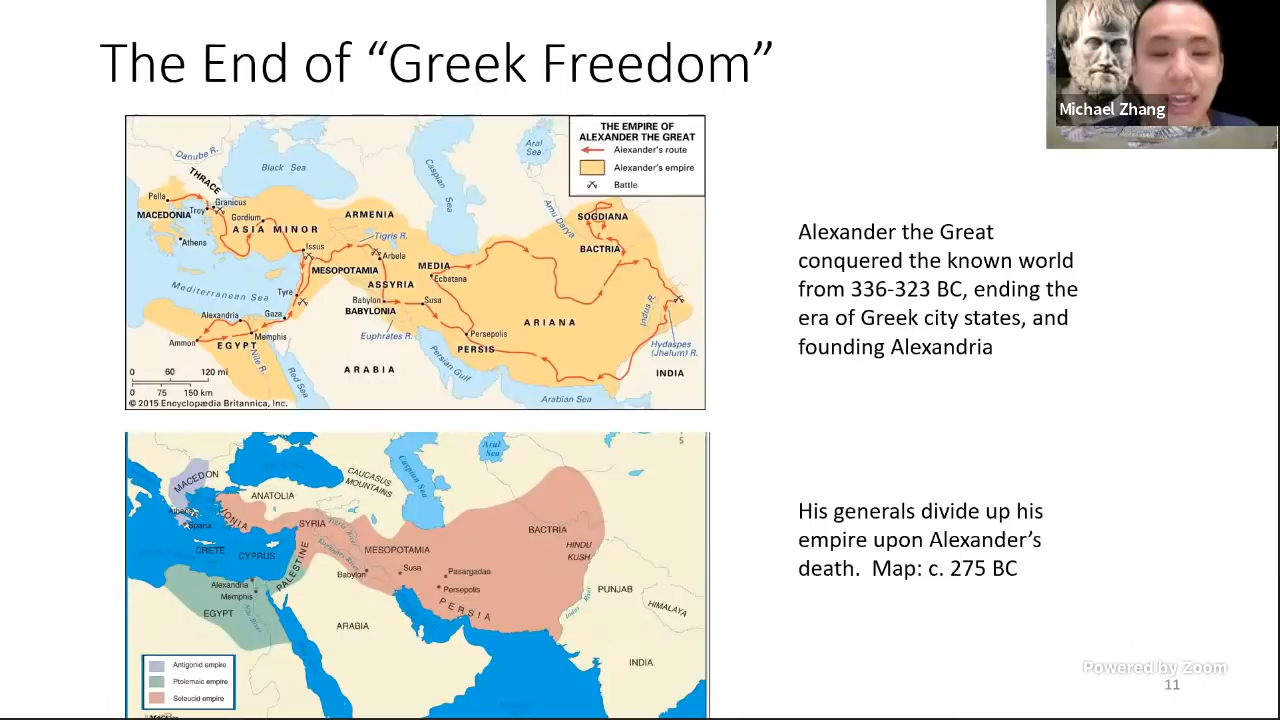 The End of “Greek Freedom”
Michael Zhang
THE EMPIRE OF
ALEXANDER THE GREAT
Alexander's route
Alexander's empire
Battle
Danube R.
Black Sea
Caspian
Sea
Aral
Sea
THRACE
Pella
Granicus
MACEDONIA
Troy
Gordium
ARMENIA
Amu Darya
SOGDIANA
ASIA MINOR
Athens
Tigris R.
BACTRIA
Issus
Arbela
MESOPOTAMIA
MEDIA
Ecbatana
ASSYRIA
Mediterranean Sea
Tyre
Babylon
Susa
BABYLONIA
Indus R.
Alexandria
Gaza
ARIANA
Ammon
EGYPT
Memphis
Euphrates R.
Persepolis
PERSIS
Hydaspes
(Jhelum) R.
Nile R.
Red Sea
ARABIA
Persian Gulf
INDIA
0 60 120 mi
0 75 150 km
Arabian Sea
© 2015 Encyclopædia Britannica, Inc.
Alexander the Great
conquered the known world
from 336-323 BC, ending the
era of Greek city states, and
founding Alexandria
S
Aral
Sea
Caspian Sea
MACEDON
CAUCASUS
MOUNTAINS
ANATOLIA
Sparta
SYRIA
BACTRIA
CRETE
CYPRUS
MESOPOTAMIA
HINDU
KUSH
PALESTINE
Babylon
Susa
Pasargadae
Alexandria
Memphis
Persepolis
PUNJAB
EGYPT
PERSIA
HIMALAYA
ARABIA
INDIA
Antigonid empire
Ptolemaic empire
Seleucid empire
His generals divide up his
empire upon Alexander’s
death. Map: c. 275 BC
Powered by Zoom
11